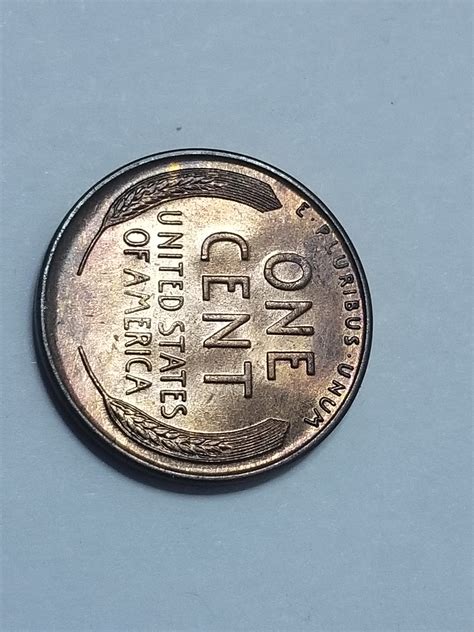 E · PLURIBUS · UNUM
ONE
CENT
UNITED STATES
OF AMERICA